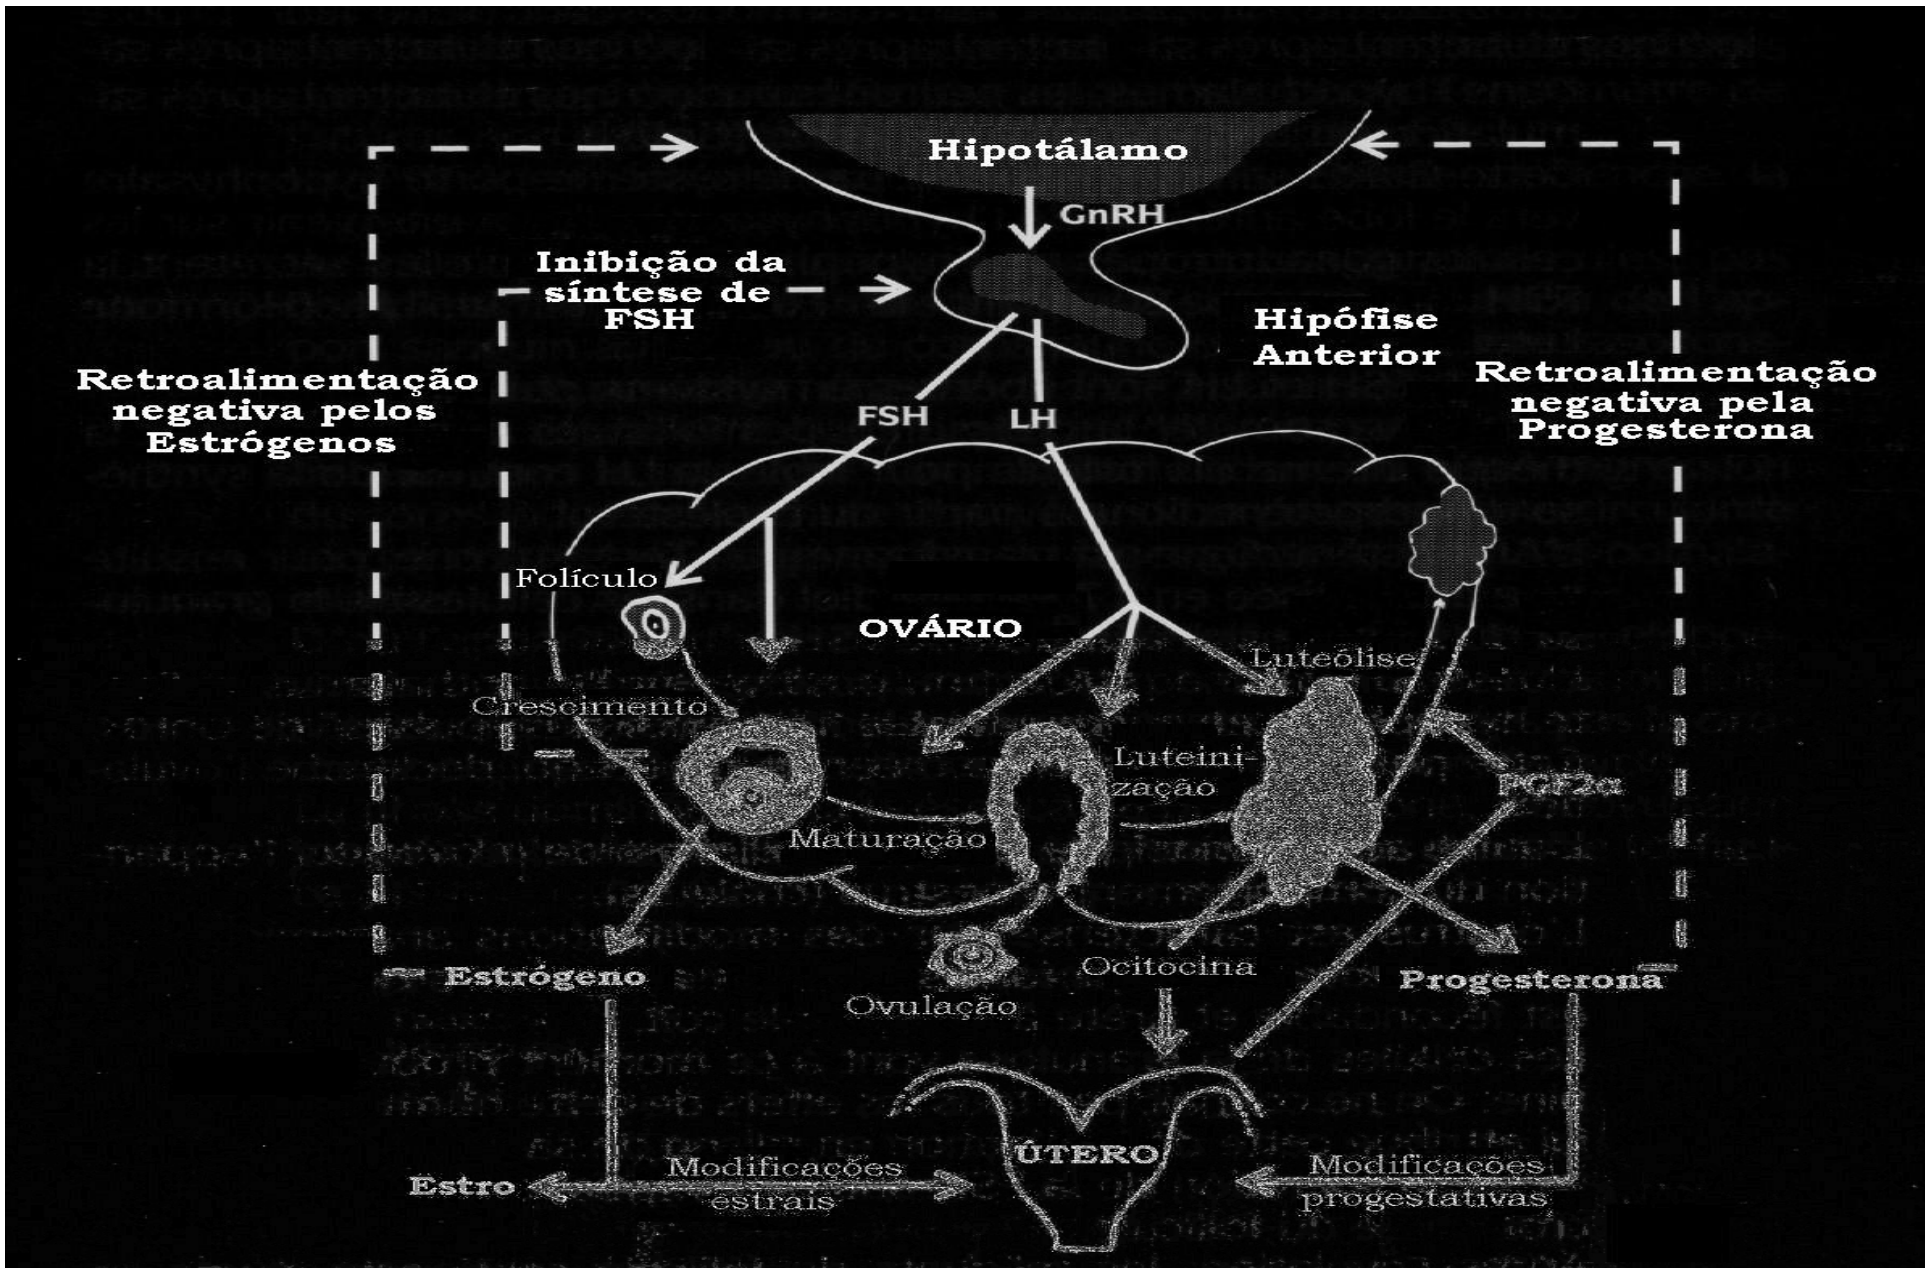 Hipotálamo
GnRH
Inibição da
síntese de
FSH
Hipófise
Anterior
Retroalimentação
negativa pelos
Estrógenos
Retroalimentação
negativa pela
Progesterona
FSH
LH
Folículo
OVÁRIO
Luteólise
Crescimento
Luteini-
zação
PGF2α
Maturação
Estrógeno
Ovulação
Ocitocina
Progesterona
Estro
Modificações
estrais
ÚTERO
Modificações
progestativas